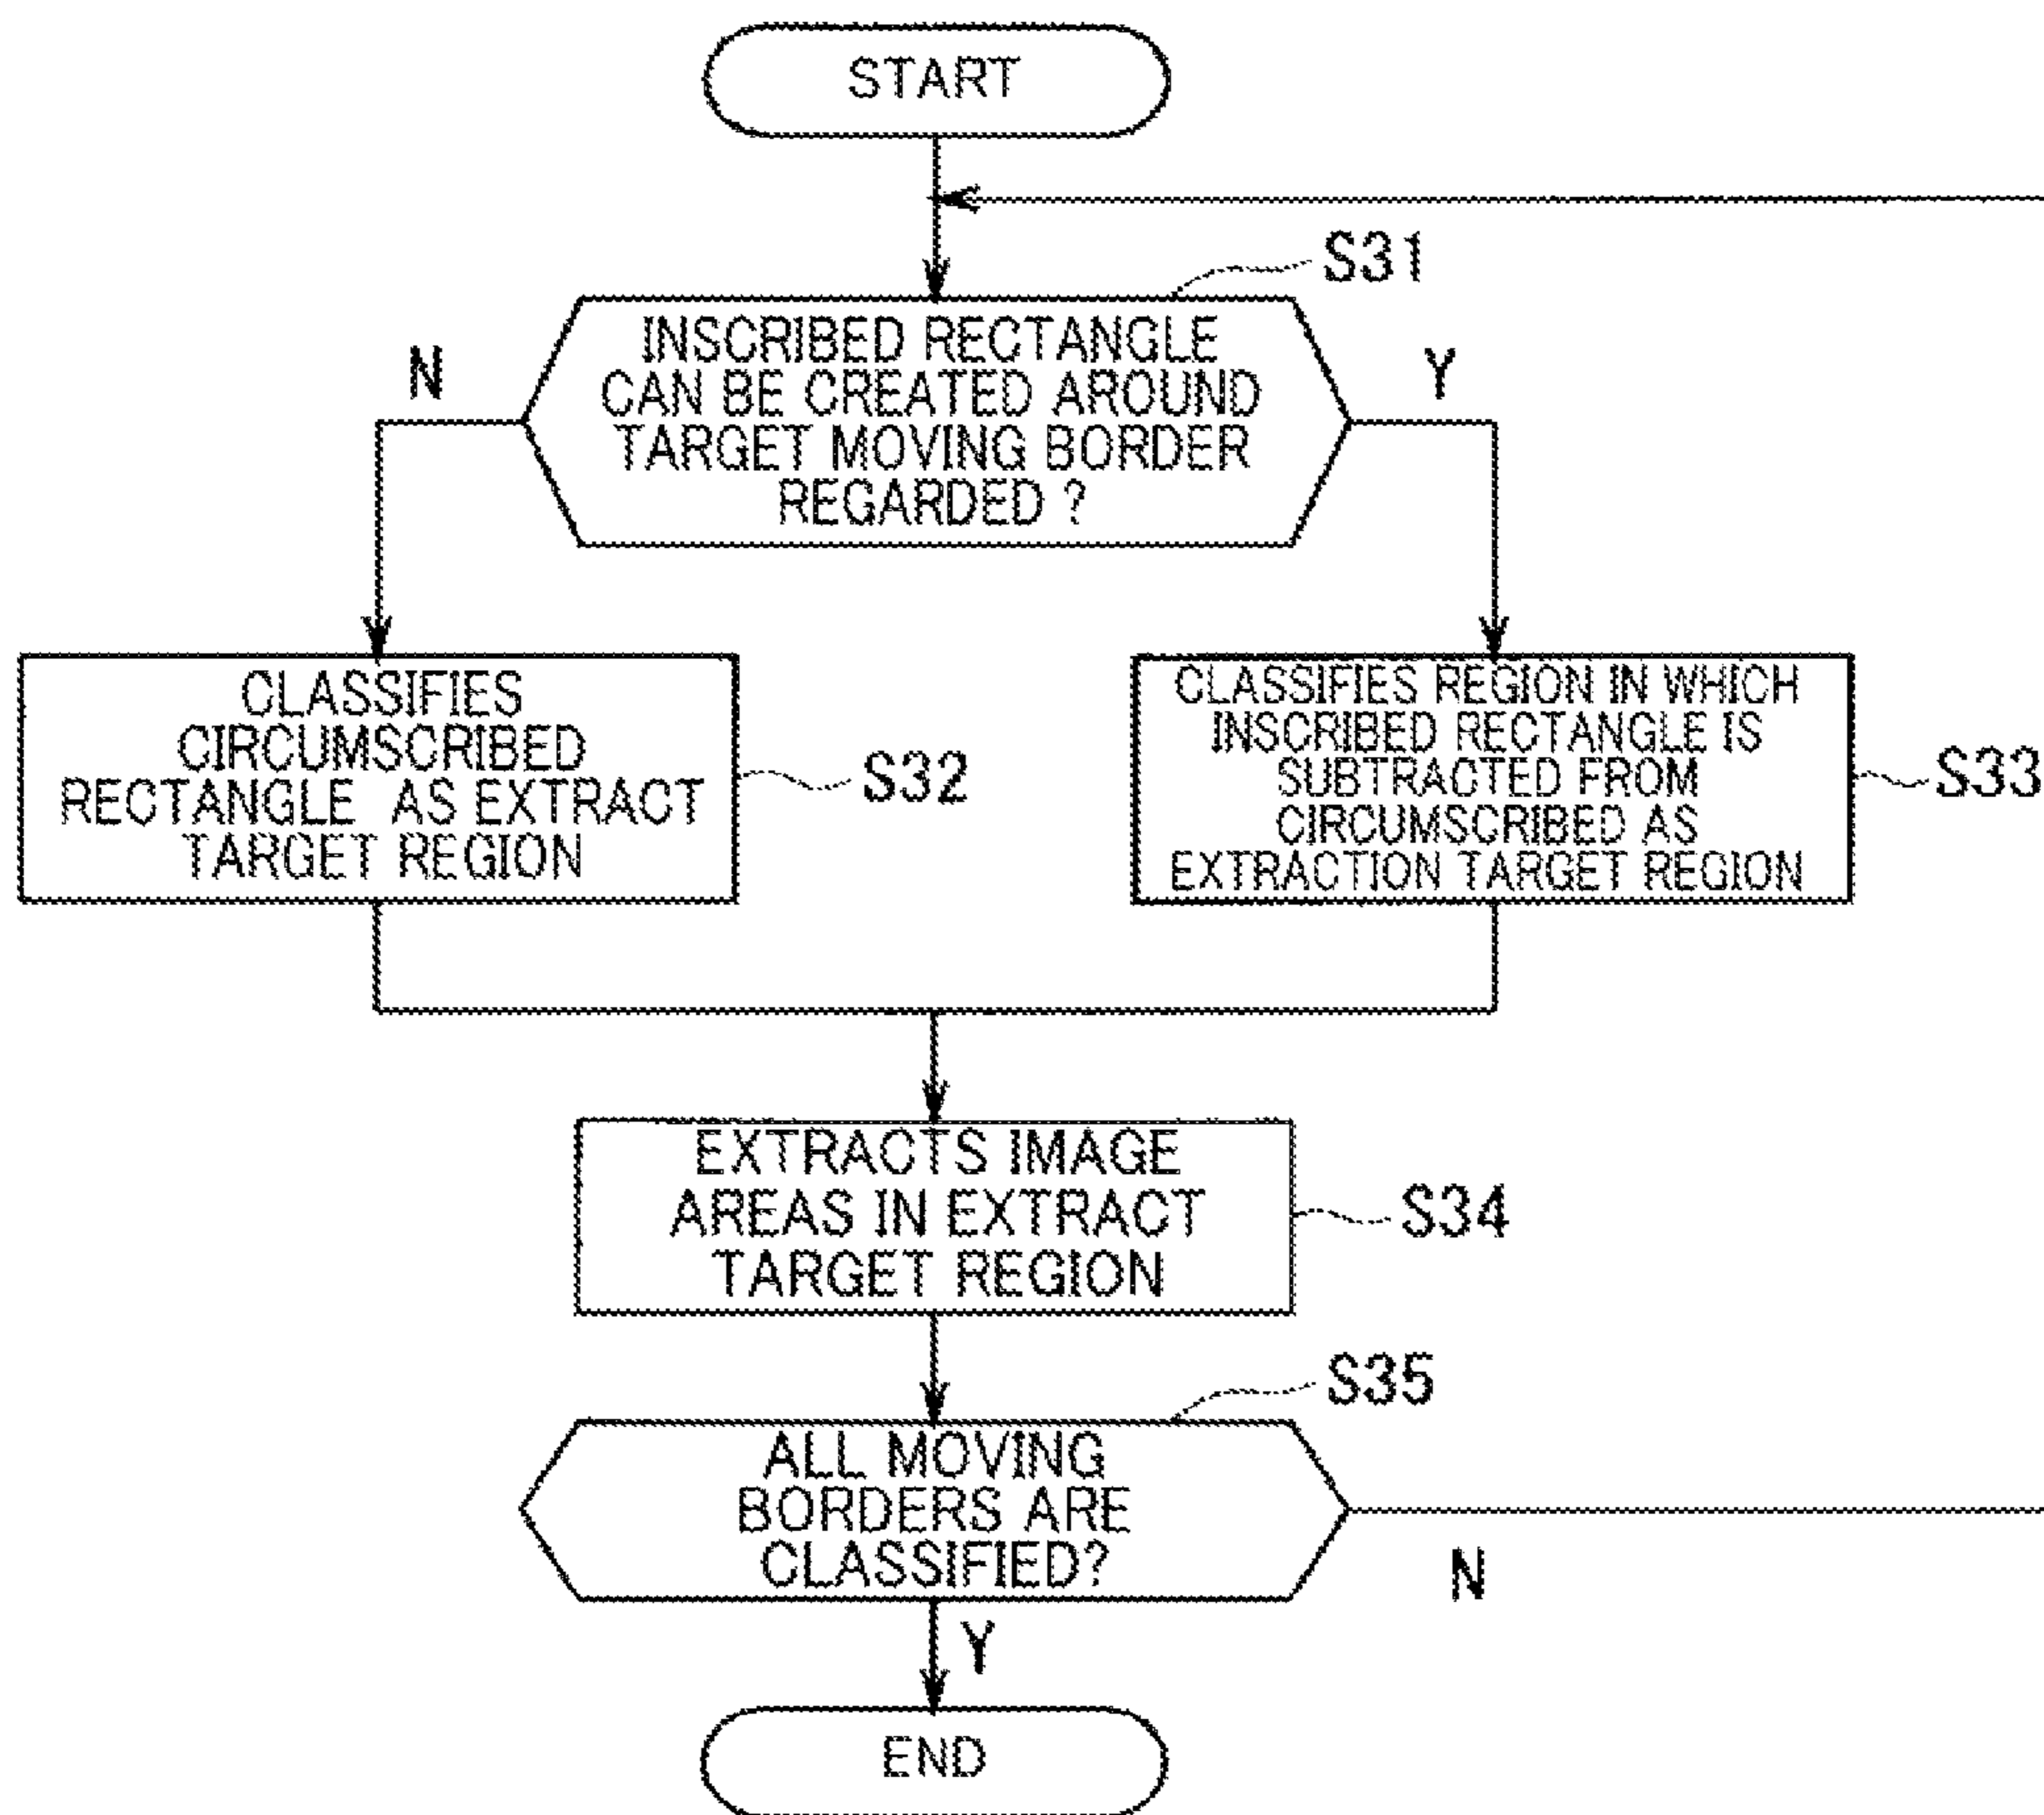 START
S31
INSCRIBED RECTANGLE
CAN BE CREATED AROUND
TARGET MOVING BORDER
REGARDED ?
N
Y
CLASSIFIES
CIRCUMSCRIBED
RECTANGLE AS EXTRACT
TARGET REGION
S32
CLASSIFIES REGION IN WHICH
INSCRIBED RECTANGLE IS
SUBTRACTED FROM
CIRCUMSCRIBED AS
EXTRACTION TARGET REGION
S33
EXTRACTS IMAGE
AREAS IN EXTRACT
TARGET REGION
S34
S35
ALL MOVING
BORDERS ARE
CLASSIFIED?
N
Y
END